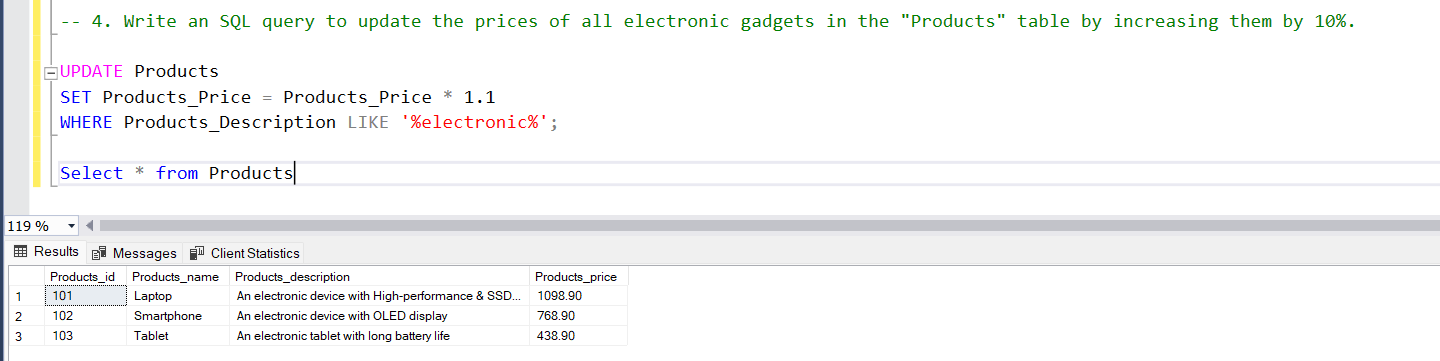 -- 4. Write an SQL query to update the prices of all electronic gadgets in the "Products" table by increasing them by 10%.
UPDATE Products
SET Products_Price = Products_Price * 1.1
WHERE Products_Description LIKE '%electronic%';
Select * from Products
119 %
Results Messages Client Statistics
Products_id Products_name Products_description Products_price
1 101 Laptop An electronic device with High-performance & SSD... 1098.90
2 102 Smartphone An electronic device with OLED display 768.90
3 103 Tablet An electronic tablet with long battery life 438.90